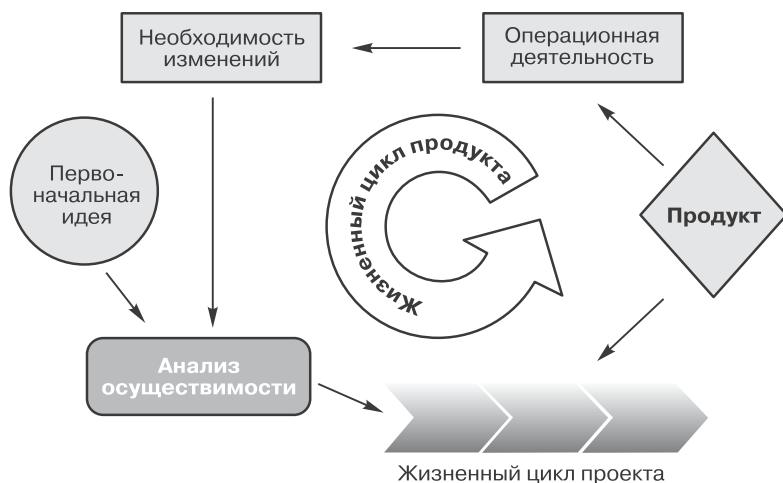 Необходимость
изменений
Операционная
деятельность
Перво-
начальная
идея
Жизненный цикл продукта
Продукт
Анализ
осуществимости
Жизненный цикл проекта